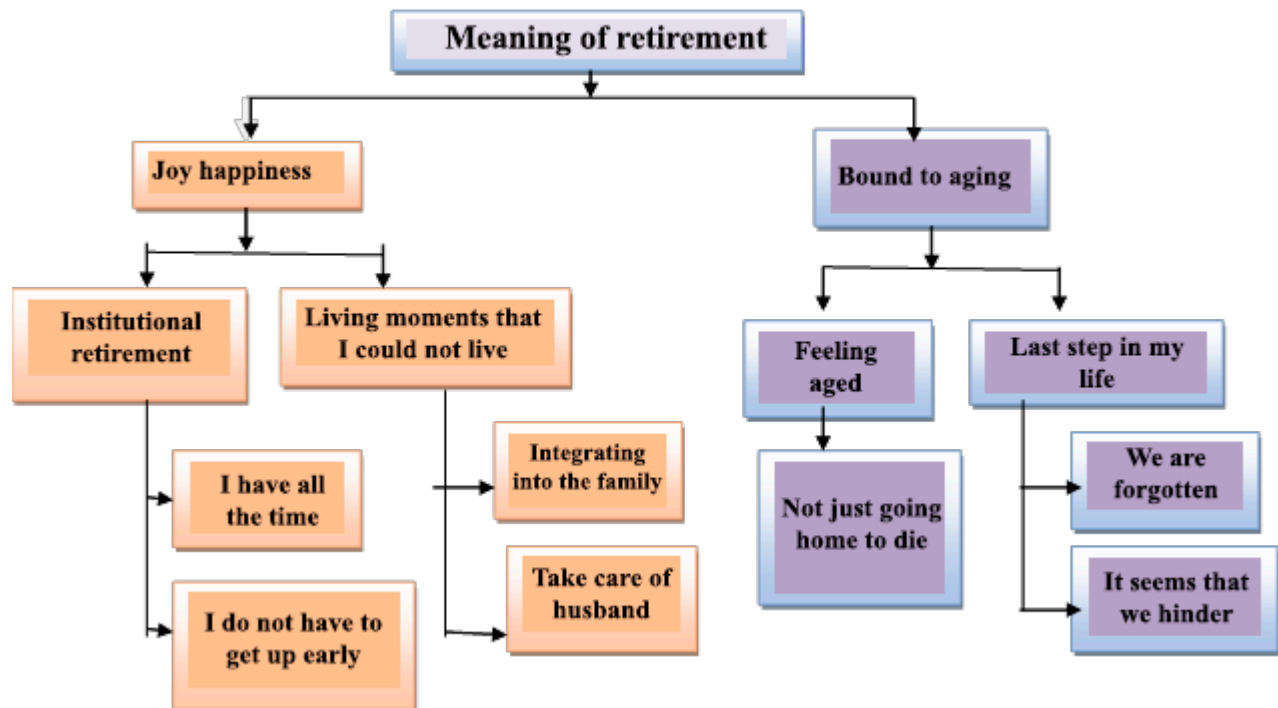 Meaning of retirement
Joy happiness
Bound to aging
Institutional
retirement
Living moments that
I could not live
Feeling
aged
Last step in my
life
I have all
the time
Integrating
into the family
Not just going
home to die
We are
forgotten
I do not have to
get up early
Take care of
husband
It seems that
we hinder